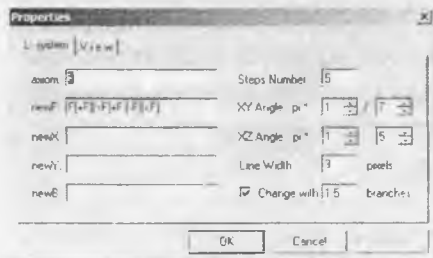 Properties
L-system View
axiom Steps Number 5
newF XY Angle pi * 1 / 7
newX XZ Angle pi * 1 5
newY Line Width 3 pixels
newB Change with 1.5 branches
OK Cancel